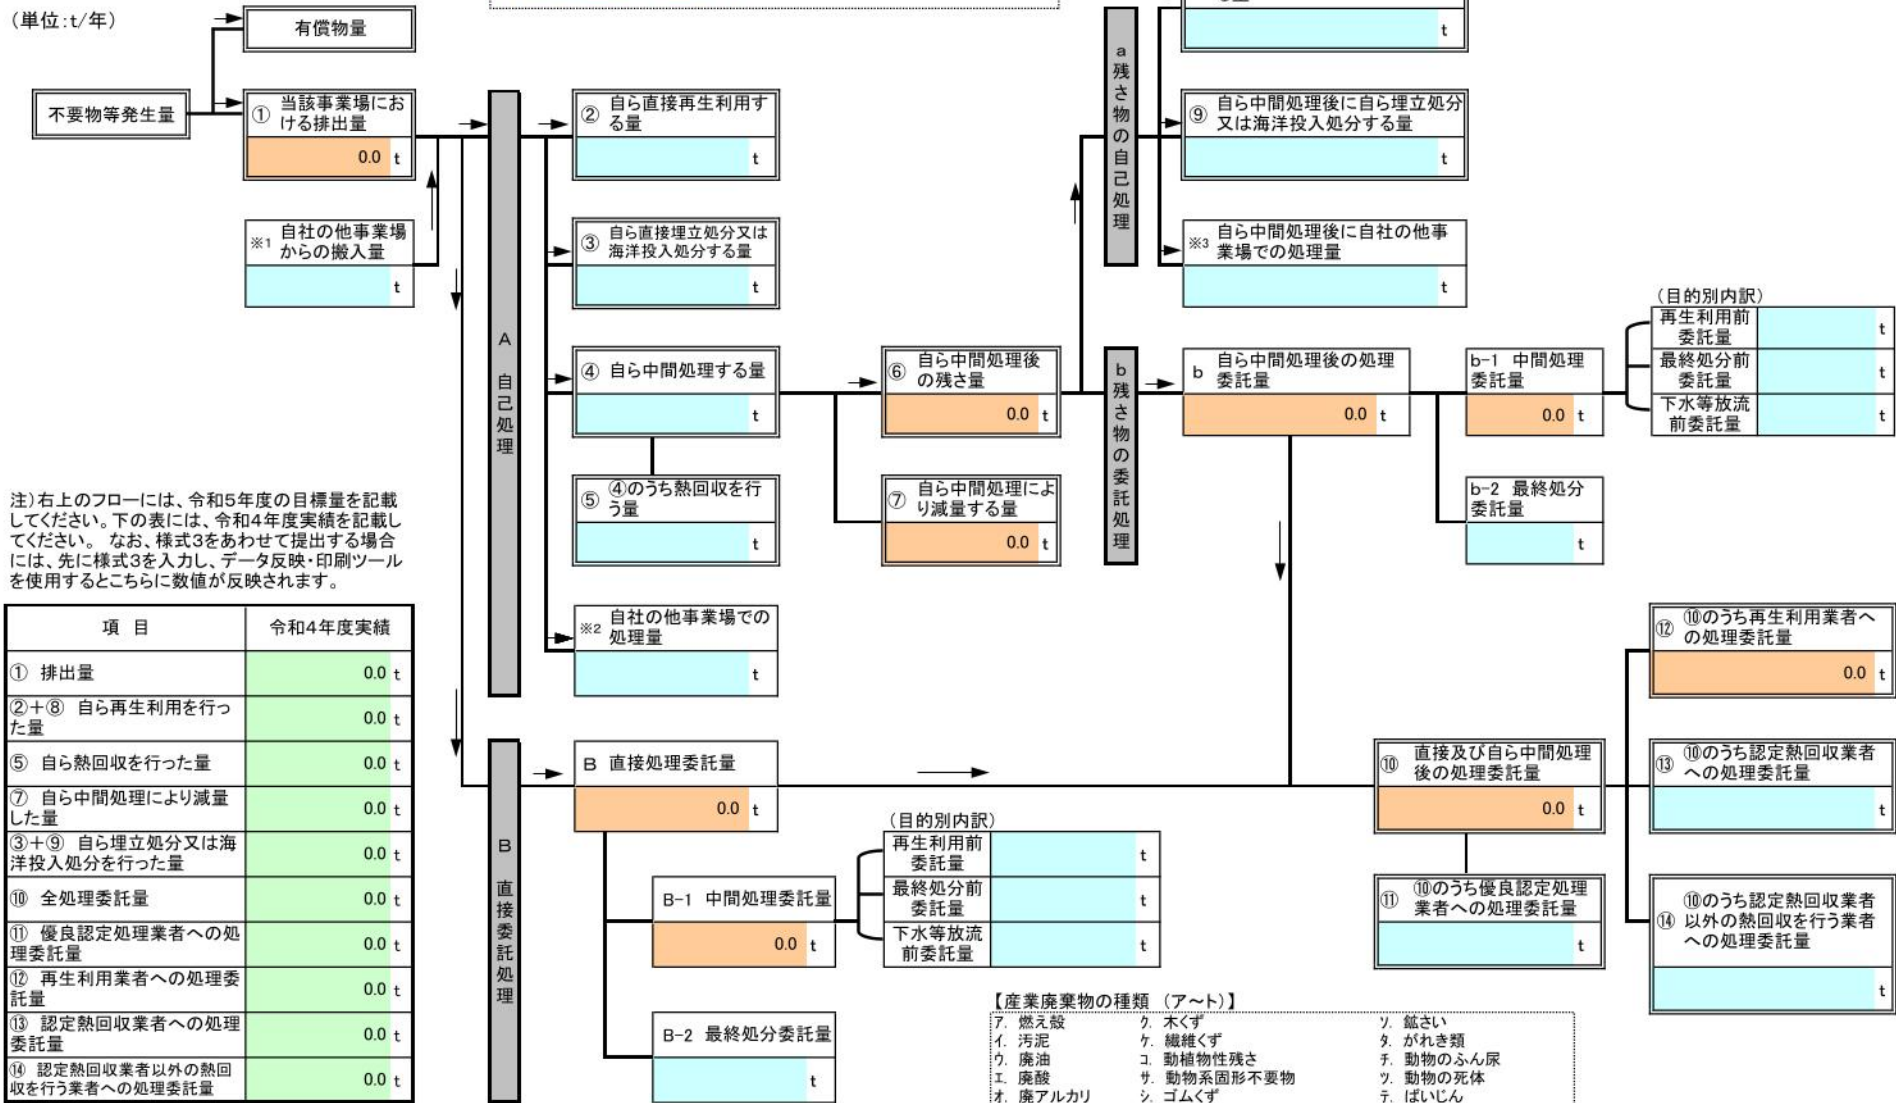 (単位:t/年)
有償物量
不要物等発生量
① 当該事業場にお
ける排出量
0.0 t
※1 自社の他事業場
からの搬入量
t
A 自己処理
② 自ら直接再生利用す
る量
t
③ 自ら直接埋立処分又は
海洋投入処分する量
t
④ 自ら中間処理する量
t
⑤ ④のうち熱回収を行
う量
t
※2 自社の他事業場での
処理量
t
⑥ 自ら中間処理後
の残さ量
0.0 t
⑦ 自ら中間処理によ
り減量する量
0.0 t
a 残さ物の自己処理
t
⑨ 自ら中間処理後に自ら埋立処分
又は海洋投入処分する量
t
※3 自ら中間処理後に自社の他事
業場での処理量
t
b 残さ物の委託処理
b 自ら中間処理後の処理
委託量
0.0 t
b-1 中間処理
委託量
0.0 t
(目的別内訳)
再生利用前
委託量
t
最終処分前
委託量
t
下水等放流
前委託量
t
b-2 最終処分
委託量
t
注)右上のフローには、令和5年度の目標量を記載
してください。下の表には、令和4年度実績を記載し
てください。 なお、様式3をあわせて提出する場合
には、先に様式3を入力し、データ反映・印刷ツール
を使用するとこちらに数値が反映されます。
項 目 令和4年度実績
① 排出量 0.0 t
②+⑧ 自ら再生利用を行っ
た量 0.0 t
⑤ 自ら熱回収を行った量 0.0 t
⑦ 自ら中間処理により減量
した量 0.0 t
③+⑨ 自ら埋立処分又は海
洋投入処分を行った量 0.0 t
⑩ 全処理委託量 0.0 t
⑪ 優良認定処理業者への処
理委託量 0.0 t
⑫ 再生利用業者への処理委
託量 0.0 t
⑬ 認定熱回収業者への処理
委託量 0.0 t
⑭ 認定熱回収業者以外の熱回
収を行う業者への処理委託量 0.0 t
B 直接委託処理
B 直接処理委託量
0.0 t
B-1 中間処理委託量
0.0 t
(目的別内訳)
再生利用前
委託量
t
最終処分前
委託量
t
下水等放流
前委託量
t
B-2 最終処分委託量
t
⑩ 直接及び自ら中間処理
後の処理委託量
0.0 t
⑪ ⑩のうち優良認定処理
業者への処理委託量
t
⑫ ⑩のうち再生利用業者へ
の処理委託量
0.0 t
⑬ ⑩のうち認定熱回収業者
への処理委託量
t
⑭ ⑩のうち認定熱回収業者
以外の熱回収を行う業者
への処理委託量
t
【産業廃棄物の種類 (ア~ト)】
ア. 燃え殻 ク. 木くず ソ. 鉱さい
イ. 汚泥 ケ. 繊維くず タ. がれき類
ウ. 廃油 コ. 動植物性残さ チ. 動物のふん尿
エ. 廃酸 サ. 動物系固形不要物 ツ. 動物の死体
オ. 廃アルカリ シ. ゴムくず テ. ばいじん